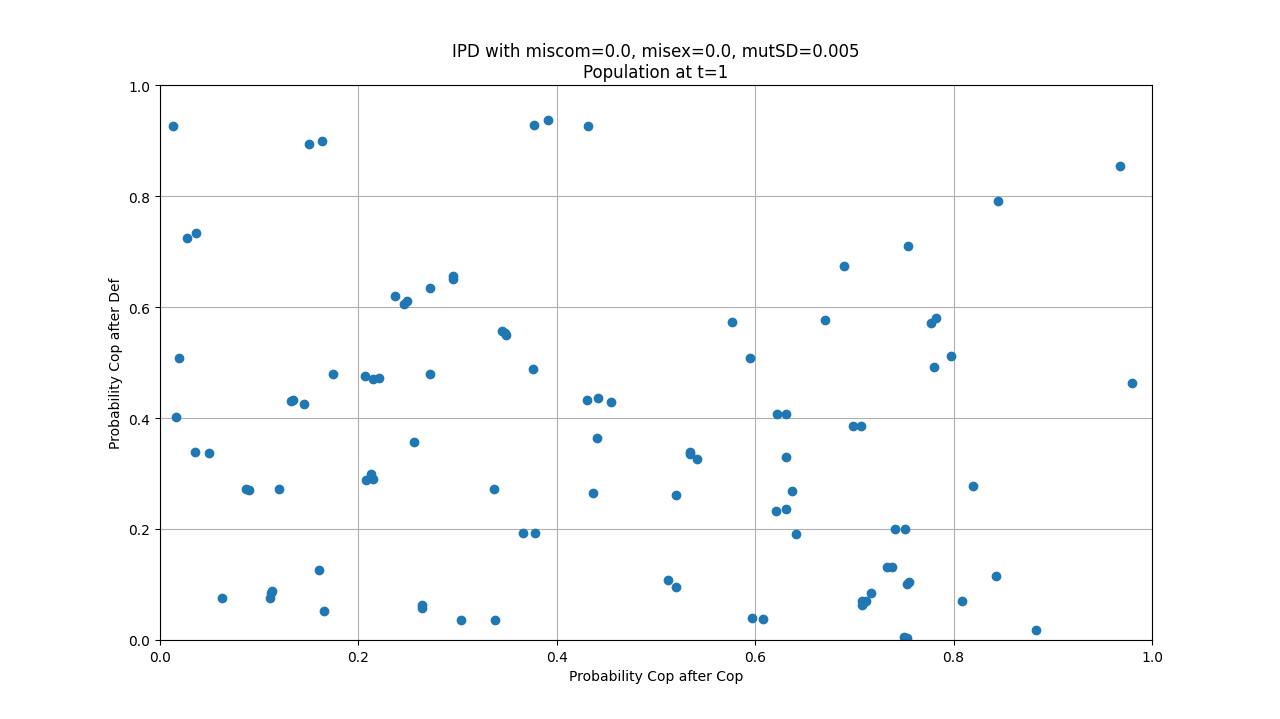 IPD with miscom=0.0, misex=0.0, mutSD=0.005
Population at t=1
1.0
0.8
0.6
0.4
0.2
0.0
Probability Cop after Def
0.0 0.2 0.4 0.6 0.8 1.0
Probability Cop after Cop